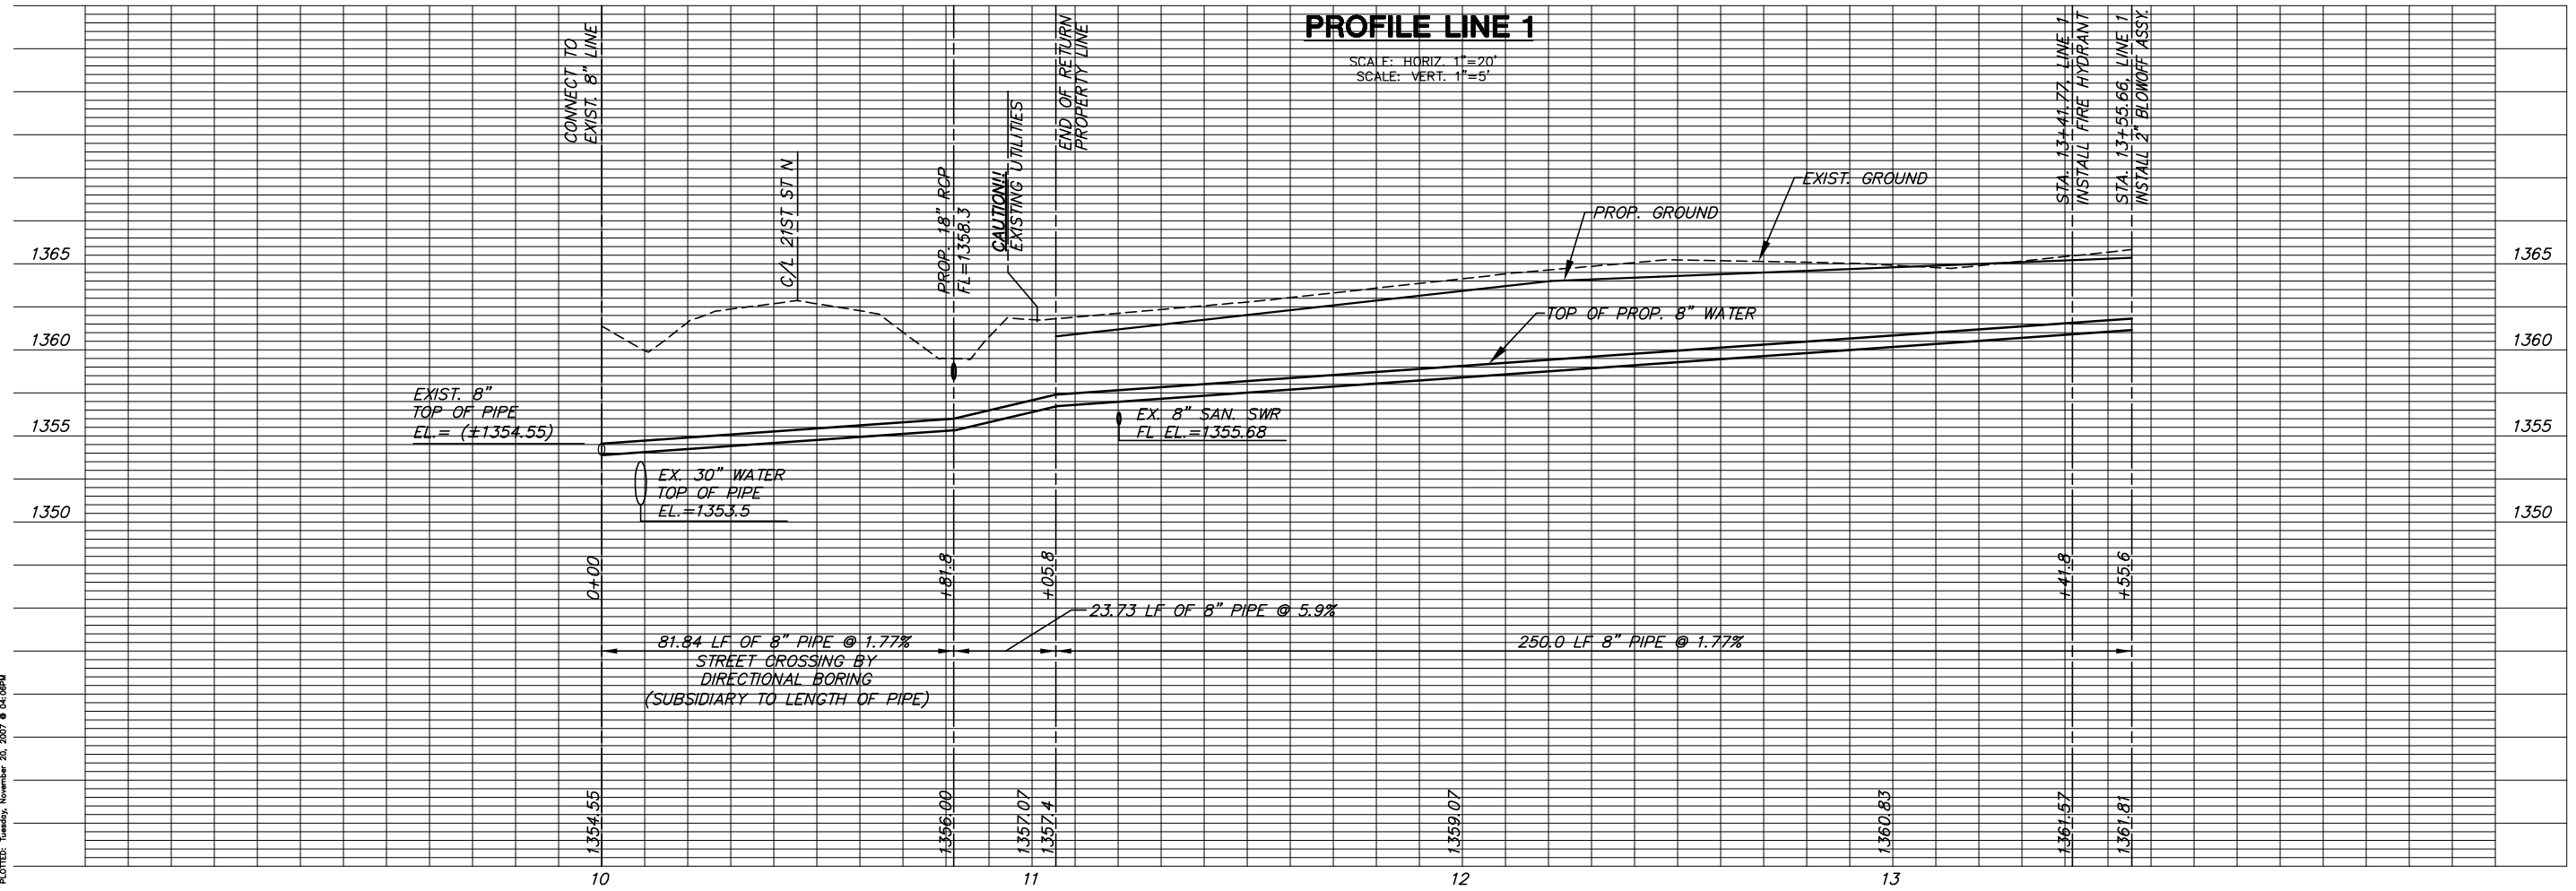 PROFILE LINE 1
SCALE: HORIZ. 1"=20'
SCALE: VERT. 1"=5'
CONNECT TO
EXIST. 8" LINE
C/L 21ST ST N
PROP. 18" RCP
FL=1358.3
CAUTION!!
EXISTING UTILITIES
END OF RETURN
PROPERTY LINE
STA. 13+41.77, LINE 1
INSTALL FIRE HYDRANT
STA. 13+55.66, LINE 1
INSTALL 2" BLOWOFF ASSY.
EXIST. GROUND
PROP. GROUND
TOP OF PROP. 8" WATER
1365
1365
1360
1360
1355
1355
1350
1350
EXIST. 8"
TOP OF PIPE
EL.= (±1354.55)
EX. 8" SAN. SWR
FL EL.=1355.68
EX. 30" WATER
TOP OF PIPE
EL.=1353.5
0+00
+81.8
+05.8
+41.8
+55.6
23.73 LF OF 8" PIPE @ 5.9%
81.84 LF OF 8" PIPE @ 1.77%
STREET CROSSING BY
DIRECTIONAL BORING
(SUBSIDIARY TO LENGTH OF PIPE)
250.0 LF 8" PIPE @ 1.77%
1354.55
1356.00
1357.07
1357.4
1359.07
1360.83
1361.57
1361.81
10
11
12
13
PLOTTED: Tuesday, November 20, 2007 @ 04:06PM